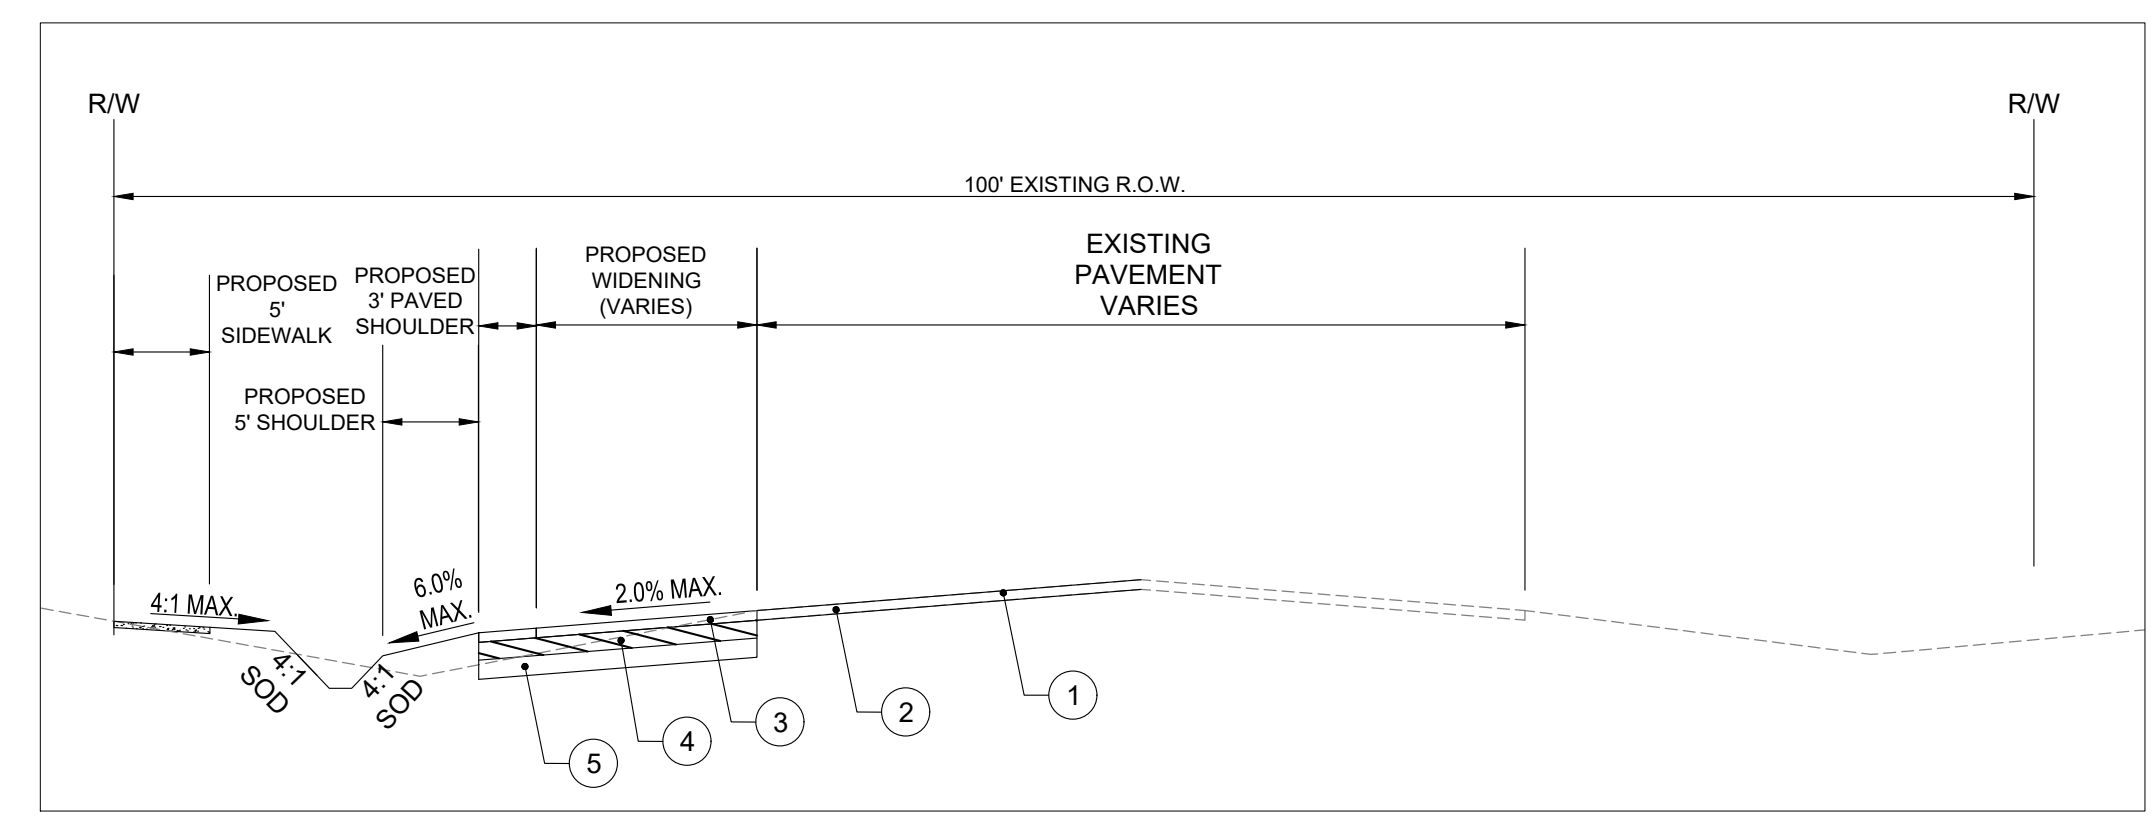 R/W
R/W
100' EXISTING R.O.W.
PROPOSED
5'
SIDEWALK
PROPOSED
3' PAVED
SHOULDER
PROPOSED
WIDENING
(VARIES)
EXISTING
PAVEMENT
VARIES
PROPOSED
5' SHOULDER
4:1 MAX.
6.0%
MAX.
2.0% MAX.
4:1
SOD
4:1
SOD
1
2
3
4
5